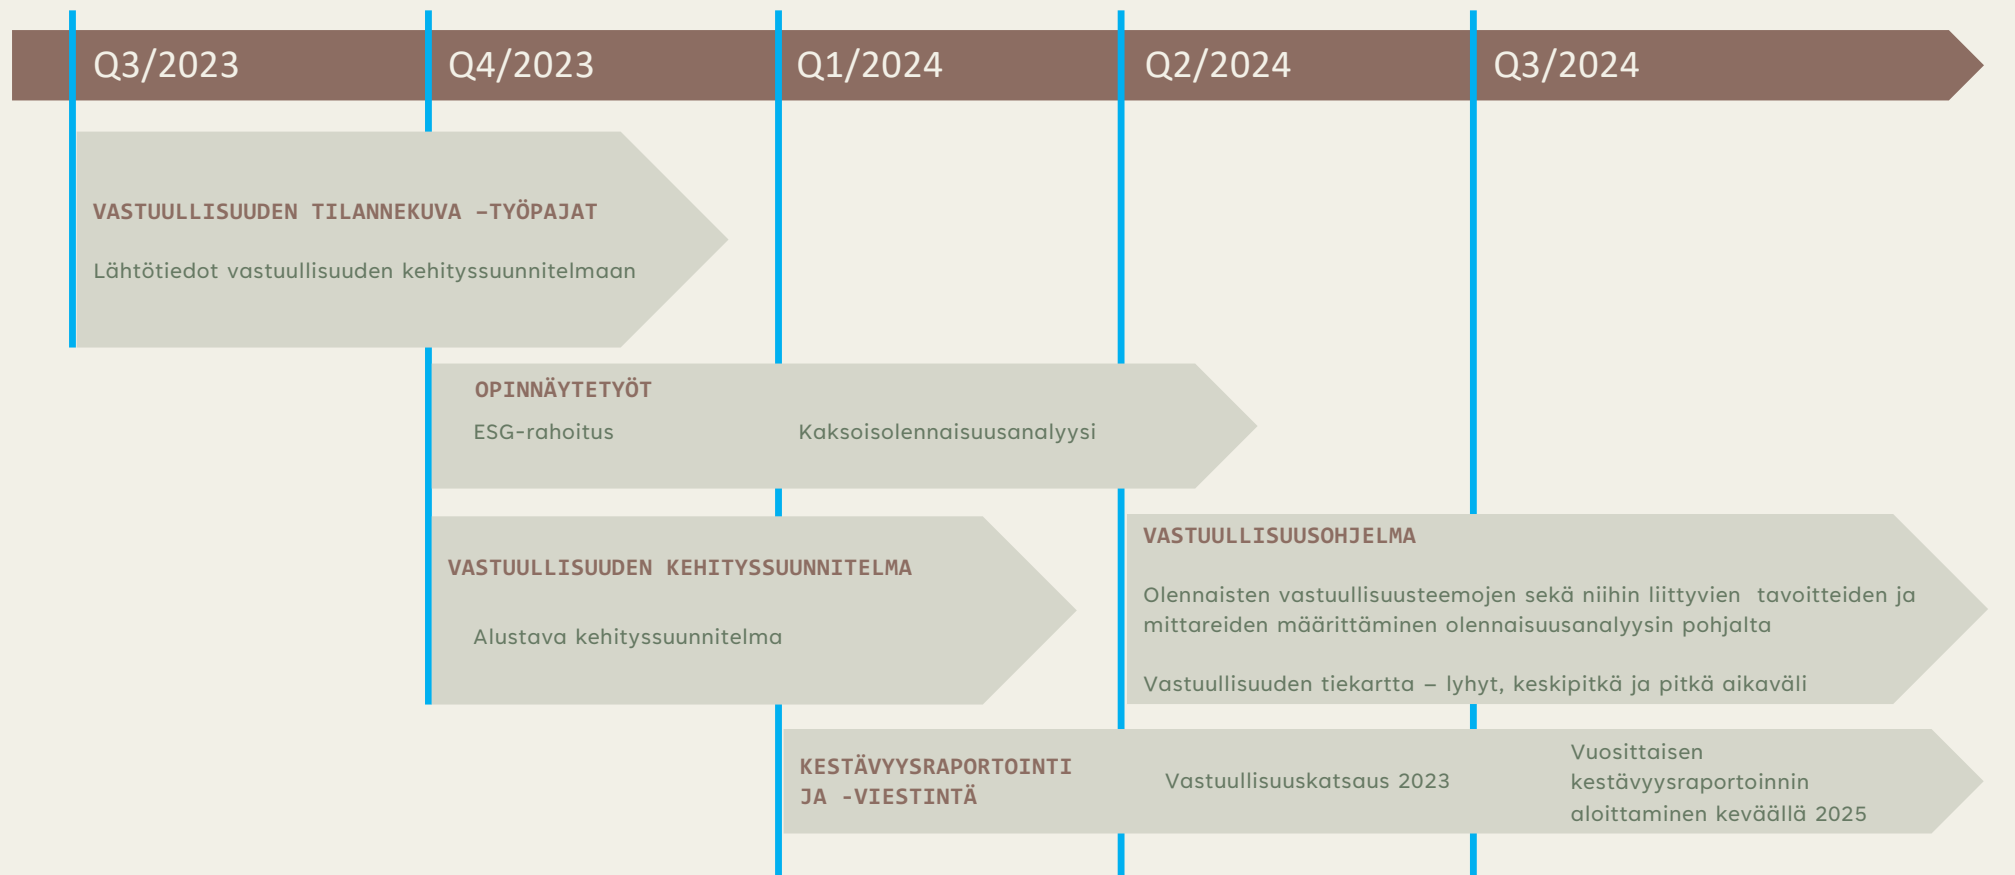 Q3/2023
Q4/2023
Q1/2024
Q2/2024
Q3/2024
VASTUULLISUUDEN TILANNEKUVA –TYÖPAJAT
Lähtötiedot vastuullisuuden kehityssuunnitelmaan
OPINNÄYTETYÖT
ESG-rahoitus
Kaksoisolennaisuusanalyysi
VASTUULLISUUDEN KEHITYSSUUNNITELMA
Alustava kehityssuunnitelma
VASTUULLISUUSOHJELMA
Olennaisten vastuullisuusteemojen sekä niihin liittyvien  tavoitteiden ja
mittareiden määrittäminen olennaisuusanalyysin pohjalta
Vastuullisuuden tiekartta – lyhyt, keskipitkä ja pitkä aikaväli
KESTÄVYYSRAPORTOINTI
JA -VIESTINTÄ
Vastuullisuuskatsaus 2023
Vuosittaisen
kestävyysraportoinnin
aloittaminen keväällä 2025